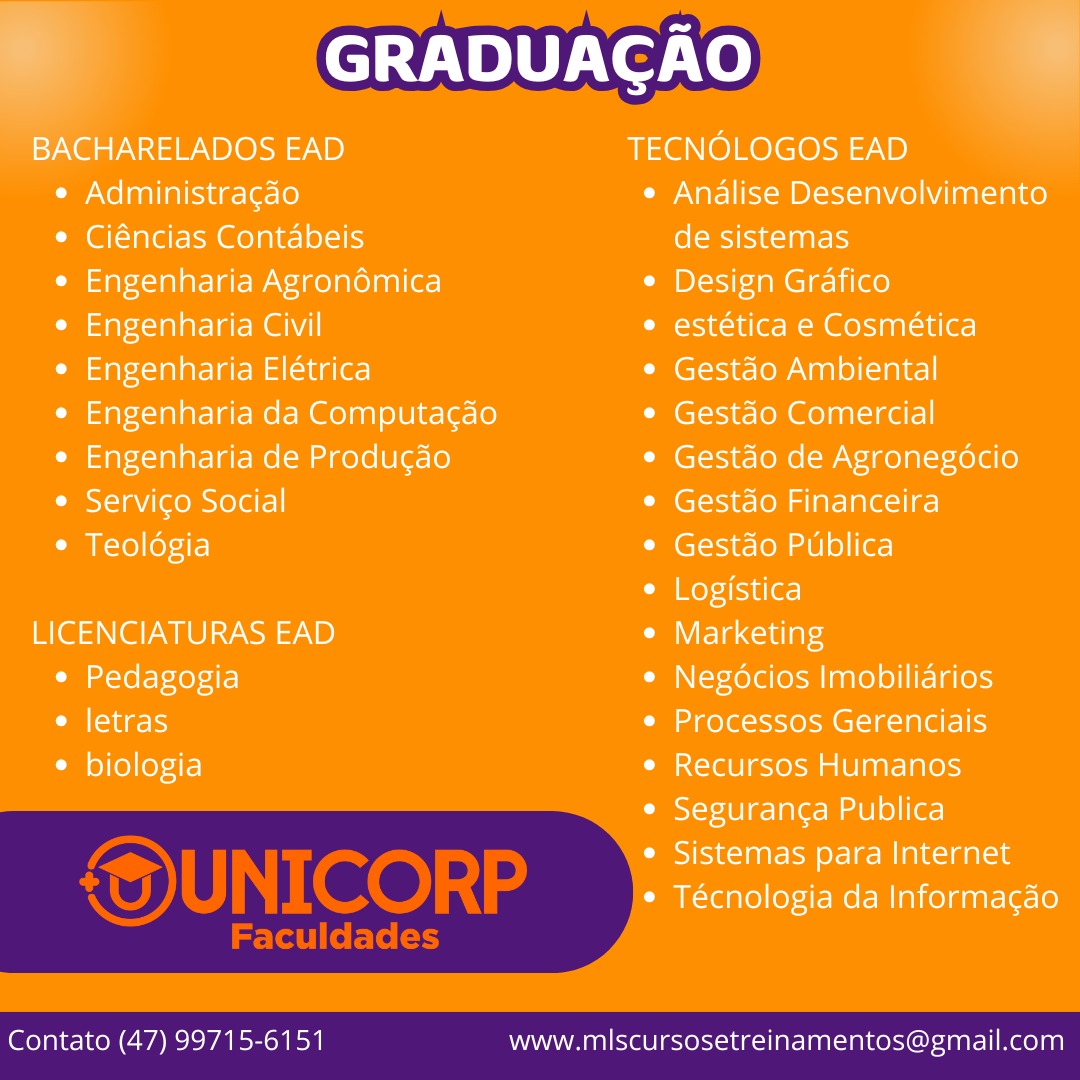 GRADUAÇÃO
BACHARELADOS EAD
• Administração
• Ciências Contábeis
• Engenharia Agronômica
• Engenharia Civil
• Engenharia Elétrica
• Engenharia da Computação
• Engenharia de Produção
• Serviço Social
• Teológia
LICENCIATURAS EAD
• Pedagogia
• letras
• biologia
TECNÓLOGOS EAD
• Análise Desenvolvimento
de sistemas
• Design Gráfico
• estética e Cosmética
• Gestão Ambiental
• Gestão Comercial
• Gestão de Agronegócio
• Gestão Financeira
• Gestão Pública
• Logística
• Marketing
• Negócios Imobiliários
• Processos Gerenciais
• Recursos Humanos
• Segurança Publica
• Sistemas para Internet
• Técnologia da Informação
UNICORP
Faculdades
Contato (47) 99715-6151
www.mlscursosetreinamentos@gmail.com